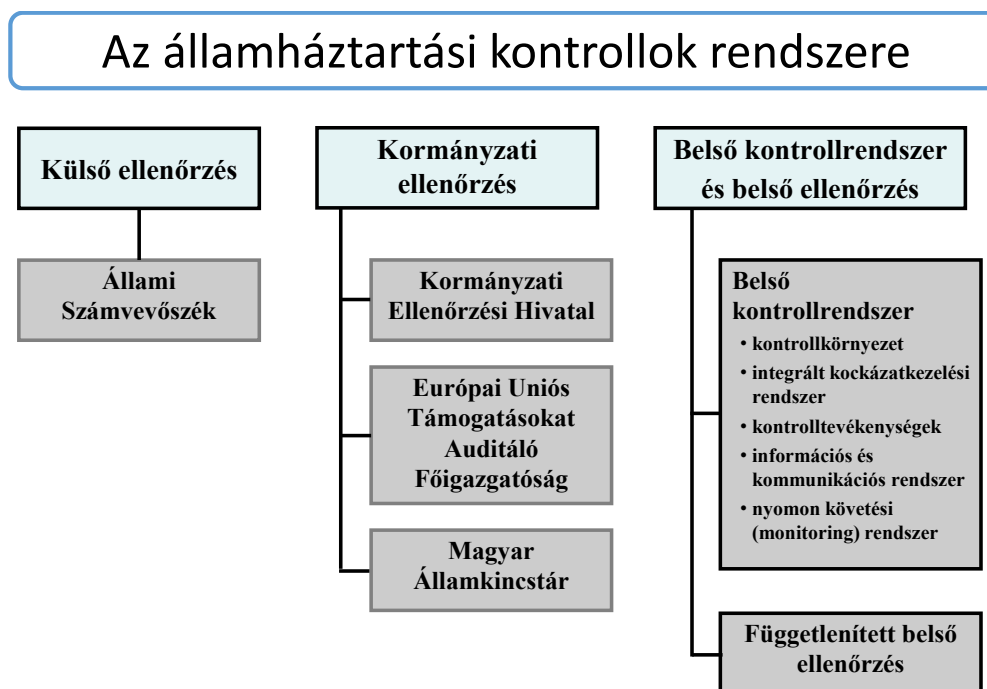 Az államháztartási kontrollok rendszere
Külső ellenőrzés
Állami
Számvevőszék
Kormányzati
ellenőrzés
Kormányzati
Ellenőrzési Hivatal
Európai Uniós
Támogatásokat
Auditáló
Főigazgatóság
Magyar
Államkincstár
Belső kontrollrendszer
és belső ellenőrzés
Belső
kontrollrendszer
• kontrollkörnyezet
• integrált kockázatkezelési
rendszer
• kontrolltevékenységek
• információs és
kommunikációs rendszer
• nyomon követési
(monitoring) rendszer
Függetlenített belső
ellenőrzés